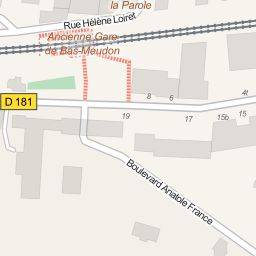 la Parole
Rue Hélène Loiret
Ancienne Gare
de Bas-Meudon
D 181
8
6
4t
19
17
15b
15
Boulevard Anatole France